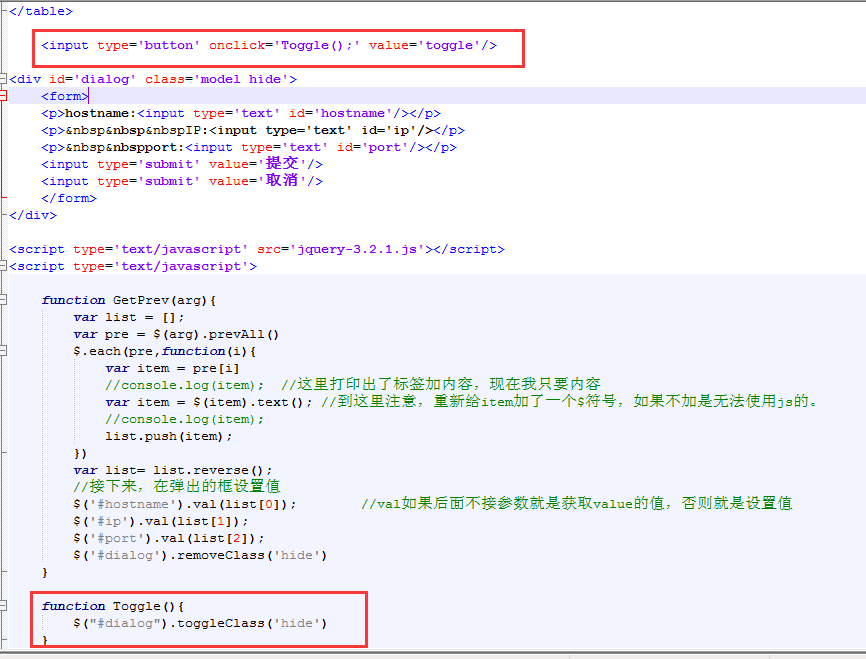 </table>
<input type='button' onclick='Toggle();' value='toggle'/>
<div id='dialog' class='model hide'>
<form>
<p>hostname:<input type='text' id='hostname'/></p>
<p>&nbsp&nbsp&nbspIP:<input type='text' id='ip'/></p>
<p>&nbsp&nbspport:<input type='text' id='port'/></p>
<input type='submit' value='提交'/>
<input type='submit' value='取消'/>
</form>
</div>
<script type='text/javascript' src='jquery-3.2.1.js'></script>
<script type='text/javascript'>
function GetPrev(arg){
var list = [];
var pre = $(arg).prevAll()
$.each(pre,function(i){
var item = pre[i]
//console.log(item);  //这里打印出了标签加内容，现在我只要内容
var item = $(item).text(); //到这里注意，重新给item加了一个$符号，如果不加是无法使用js的。
//console.log(item);
list.push(item);
})
var list= list.reverse();
//接下来，在弹出的框设置值
$('#hostname').val(list[0]);        //val如果后面不接参数就是获取value的值，否则就是设置值
$('#ip').val(list[1]);
$('#port').val(list[2]);
$('#dialog').removeClass('hide')
}
function Toggle(){
$("#dialog").toggleClass('hide')
}